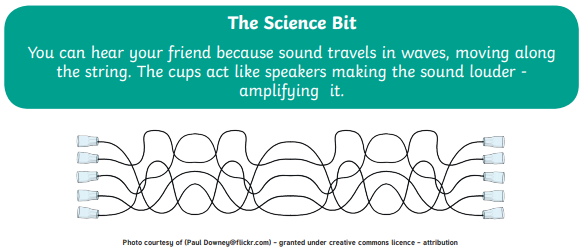 The Science Bit
You can hear your friend because sound travels in waves, moving along
the string. The cups act like speakers making the sound louder -
amplifying it.
Photo courtesy of (Paul Downey@flickr.com) - granted under creative commons licence - attribution